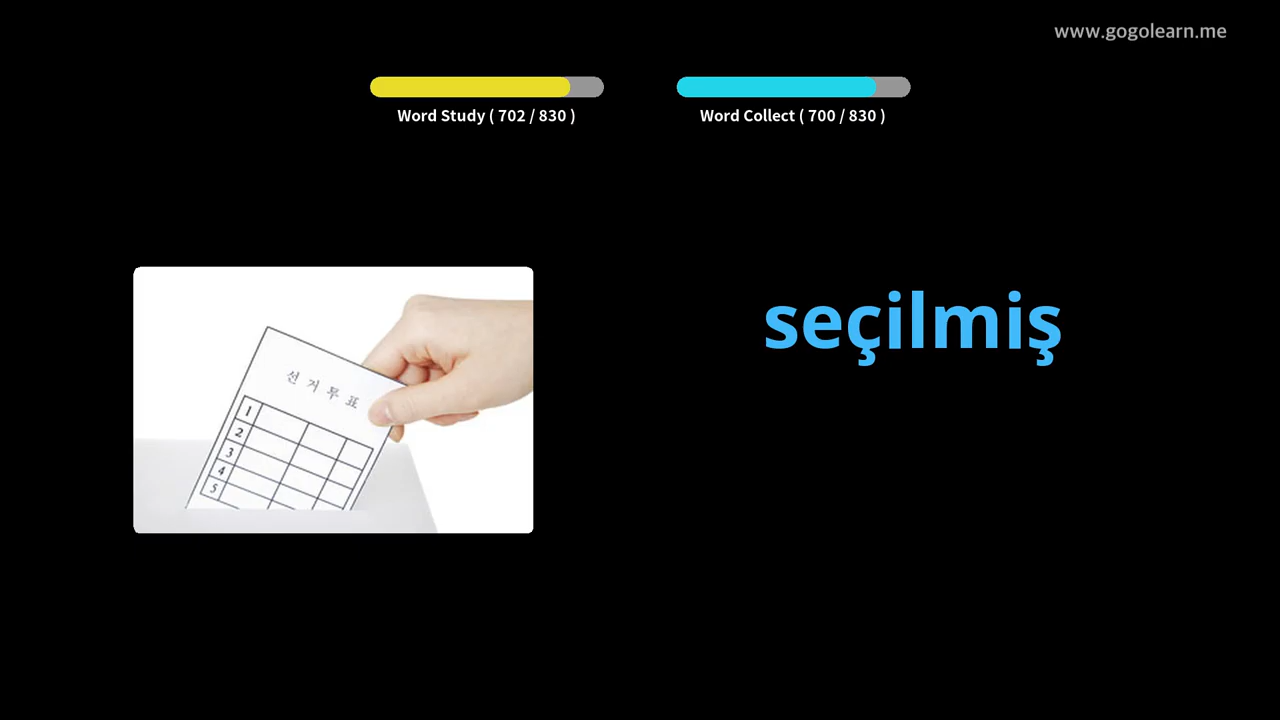 www.gogolearn.me
Word Study ( 702 / 830 )
Word Collect ( 700 / 830 )
seçilmiş
선거투표
1
2
3
4
5